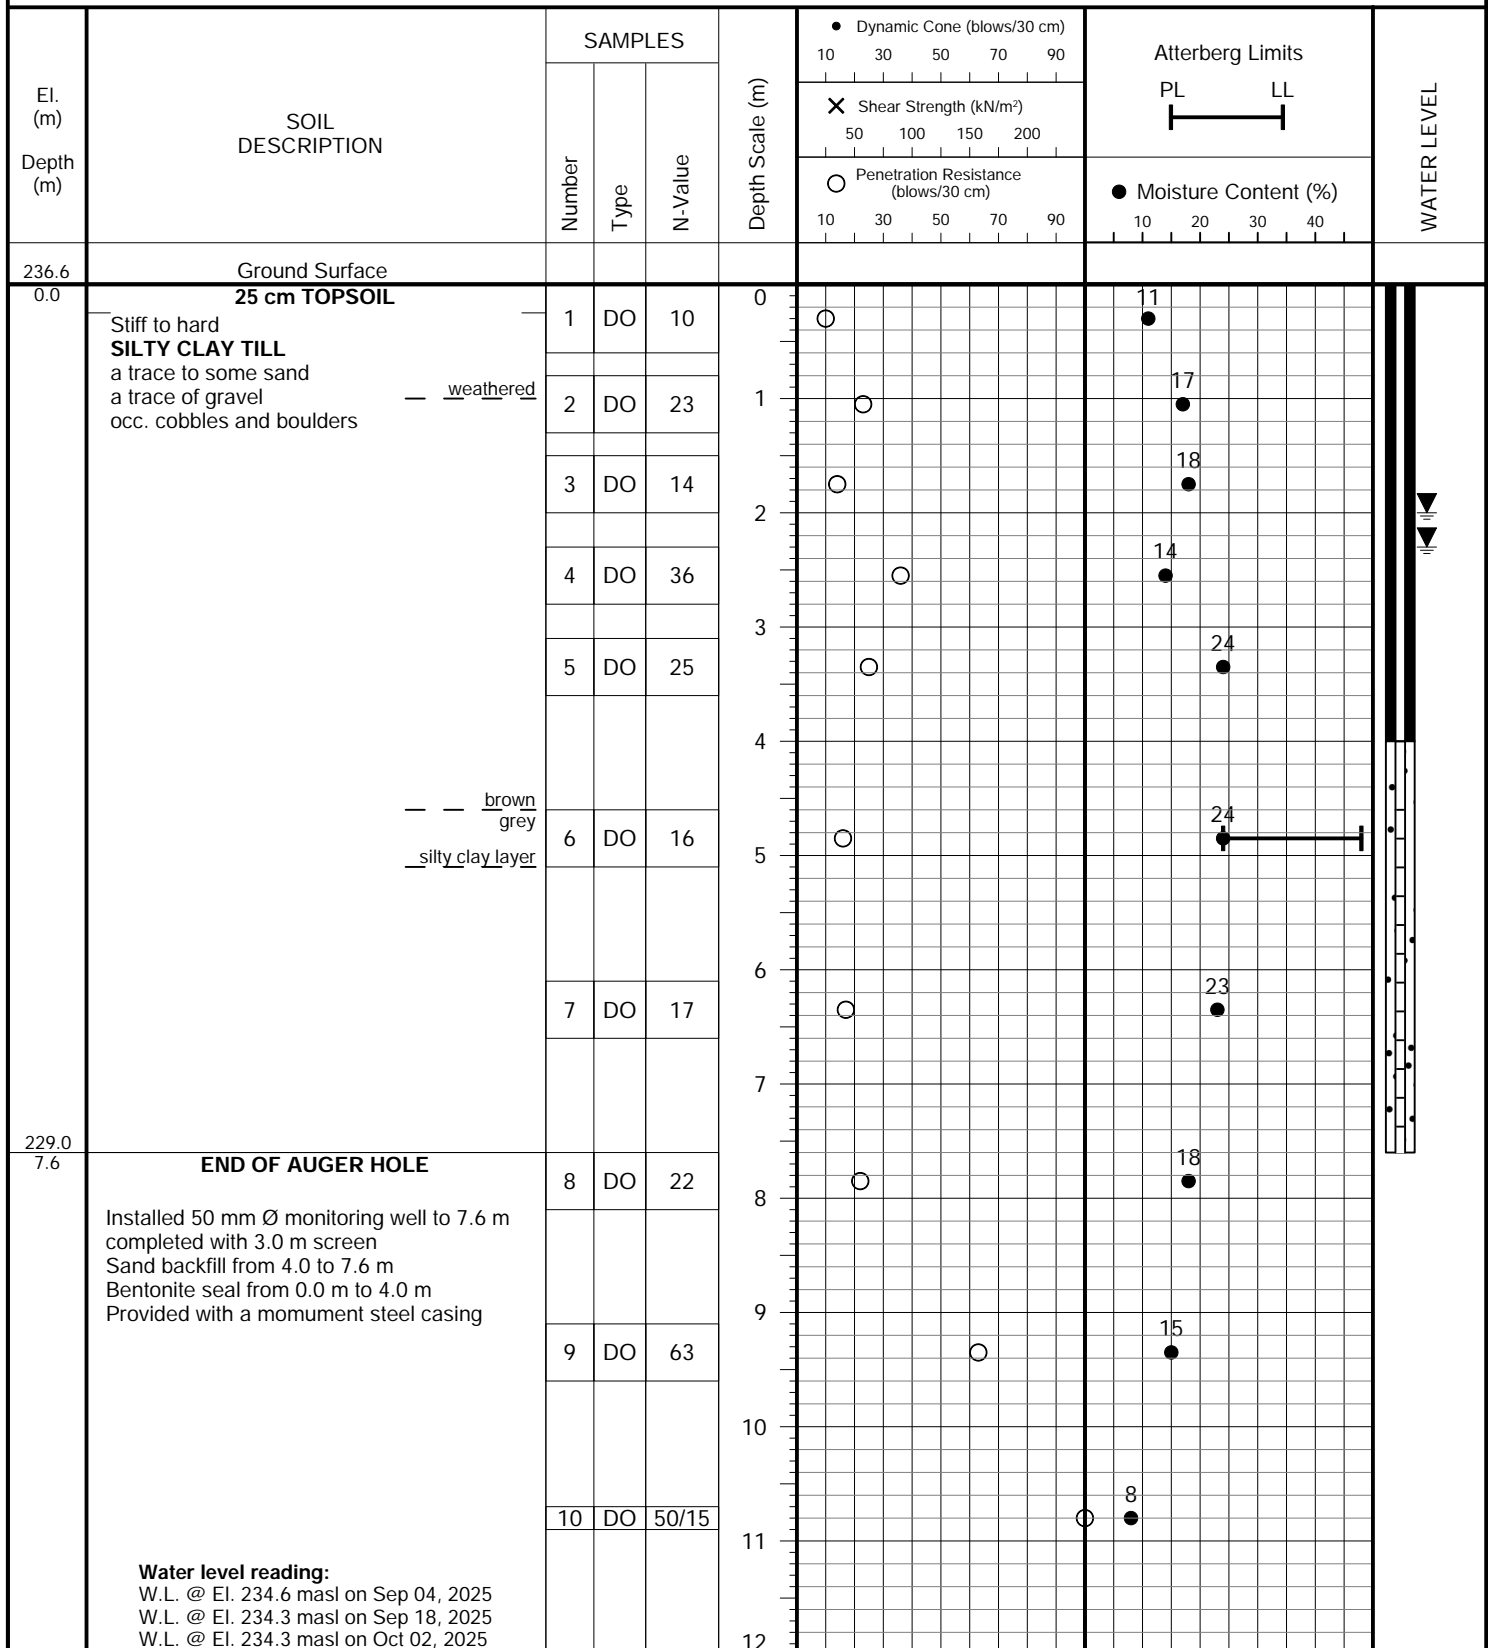 El.
(m)
Depth
(m)
SOIL
DESCRIPTION
SAMPLES
Number
Type
N-Value
Depth Scale (m)
● Dynamic Cone (blows/30 cm)
10 30 50 70 90
✕ Shear Strength (kN/m²)
50 100 150 200
○ Penetration Resistance
(blows/30 cm)
10 30 50 70 90
Atterberg Limits
PL LL
● Moisture Content (%)
10 20 30 40
WATER LEVEL
236.6 Ground Surface
0.0 25 cm TOPSOIL 0
Stiff to hard
SILTY CLAY TILL
a trace to some sand
a trace of gravel
occ. cobbles and boulders
1 DO 10 11
weathered
2 DO 23 1 17
3 DO 14 18
2
4 DO 36 14
3
5 DO 25 24
4
brown
grey
6 DO 16 24
silty clay layer
5
6
7 DO 17 23
7
229.0
7.6 END OF AUGER HOLE
8 DO 22 18
8
Installed 50 mm Ø monitoring well to 7.6 m
completed with 3.0 m screen
Sand backfill from 4.0 to 7.6 m
Bentonite seal from 0.0 m to 4.0 m
Provided with a momument steel casing
9
9 DO 63 15
10
10 DO 50/15 8
11
Water level reading:
W.L. @ El. 234.6 masl on Sep 04, 2025
W.L. @ El. 234.3 masl on Sep 18, 2025
W.L. @ El. 234.3 masl on Oct 02, 2025
12